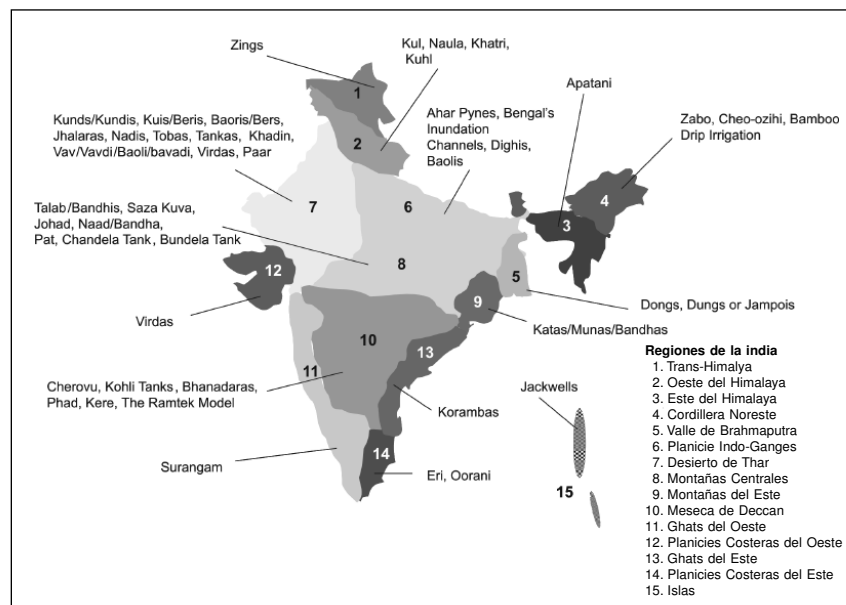 Zings
Kul, Naula, Khatri,
Kuhl
Apatani
Kunds/Kundis, Kuis/Beris, Baoris/Bers,
Jhalaras, Nadis, Tobas, Tankas, Khadin,
Vav/Vavdi/Baoli/bavadi, Virdas, Paar
Ahar Pynes, Bengal's
Inundation
Channels, Dighis,
Baolis
Zabo, Cheo-ozihi, Bamboo
Drip Irrigation
Talab/Bandhis, Saza Kuva,
Johad, Naad/Bandha,
Pat, Chandela Tank, Bundela Tank
1
2
7
6
4
3
8
12
5
9
10
13
11
14
15
Virdas
Dongs, Dungs or Jampois
Katas/Munas/Bandhas
Cherovu, Kohli Tanks, Bhanadaras,
Phad, Kere, The Ramtek Model
Korambas
Jackwells
Surangam
Eri, Oorani
Regiones de la india
1. Trans-Himalya
2. Oeste del Himalaya
3. Este del Himalaya
4. Cordillera Noreste
5. Valle de Brahmaputra
6. Planicie Indo-Ganges
7. Desierto de Thar
8. Montañas Centrales
9. Montañas del Este
10. Meseca de Deccan
11. Ghats del Oeste
12. Planicies Costeras del Oeste
13. Ghats del Este
14. Planicies Costeras del Este
15. Islas